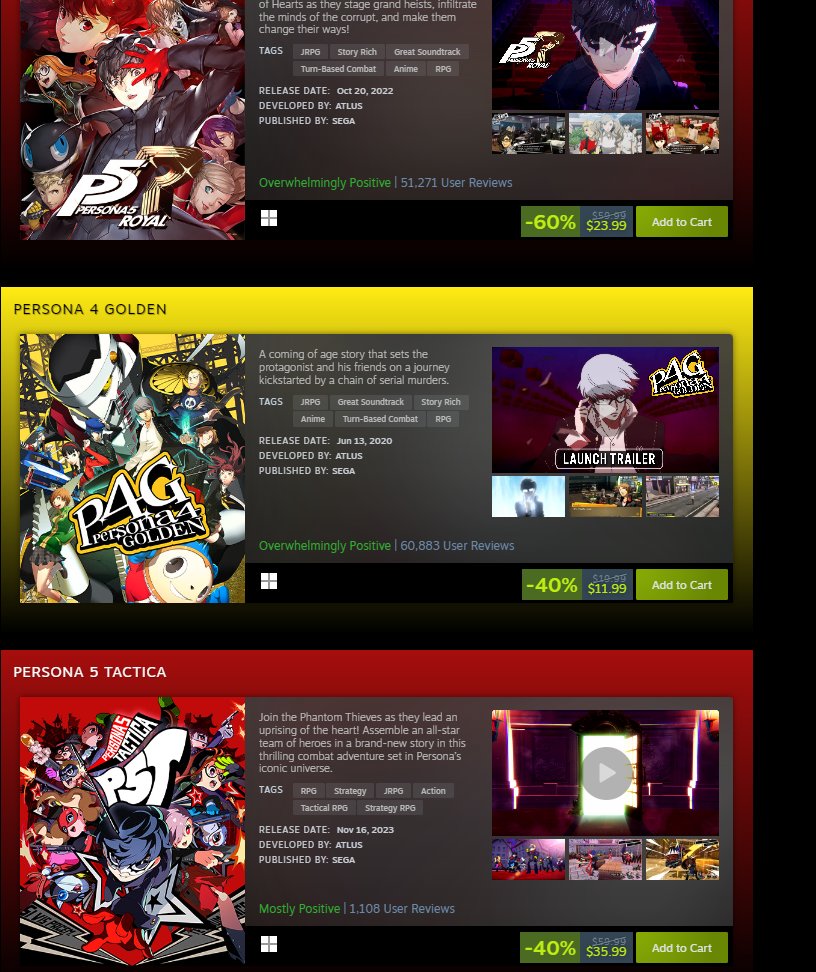 of Hearts as they stage grand heists, infiltrate
the minds of the corrupt, and make them
change their ways!
TAGS JRPG Story Rich Great Soundtrack
Turn-Based Combat Anime RPG
RELEASE DATE: Oct 20, 2022
DEVELOPED BY: ATLUS
PUBLISHED BY: SEGA
P5R
PERSONA5
ROYAL
PERSONA5
ROYAL
Overwhelmingly Positive | 51,271 User Reviews
-60% $59.99 $23.99 Add to Cart
PERSONA 4 GOLDEN
A coming of age story that sets the
protagonist and his friends on a journey
kickstarted by a chain of serial murders.
TAGS JRPG Great Soundtrack Story Rich
Anime Turn-Based Combat RPG
RELEASE DATE: Jun 13, 2020
DEVELOPED BY: ATLUS
PUBLISHED BY: SEGA
P4G
Persona4
GOLDEN
P4G
Persona4
GOLDEN
LAUNCH TRAILER
Overwhelmingly Positive | 60,883 User Reviews
-40% $19.99 $11.99 Add to Cart
PERSONA 5 TACTICA
Join the Phantom Thieves as they lead an
uprising of the heart! Assemble an all-star
team of heroes in a brand-new story in this
thrilling combat adventure set in Persona's
iconic universe.
TAGS RPG Strategy JRPG Action
Tactical RPG Strategy RPG
RELEASE DATE: Nov 16, 2023
DEVELOPED BY: ATLUS
PUBLISHED BY: SEGA
PERSONA5
TACTICA
P5T
Mostly Positive | 1,108 User Reviews
-40% $59.99 $35.99 Add to Cart